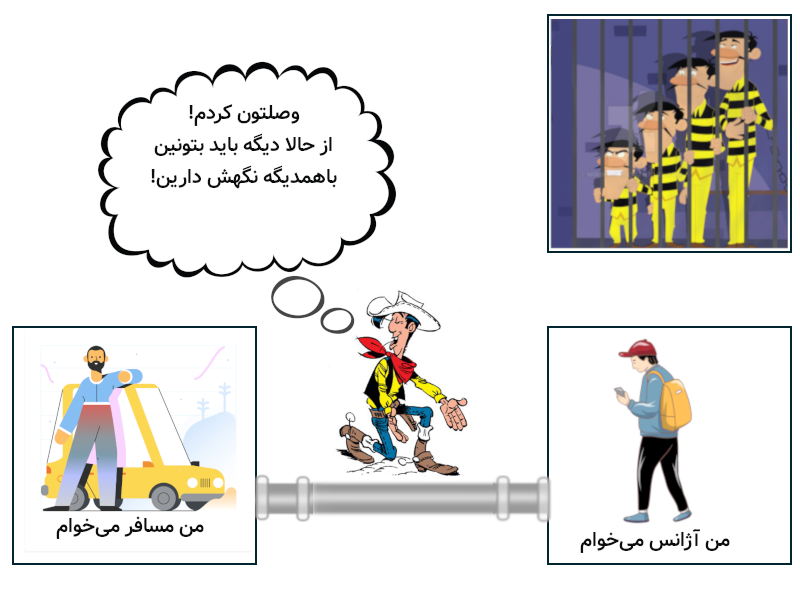 وصلتون کردم!
از حالا دیگه باید بتونین
باهمدیگه نگهش دارین!
من مسافر می‌خوام
من آژانس می‌خوام